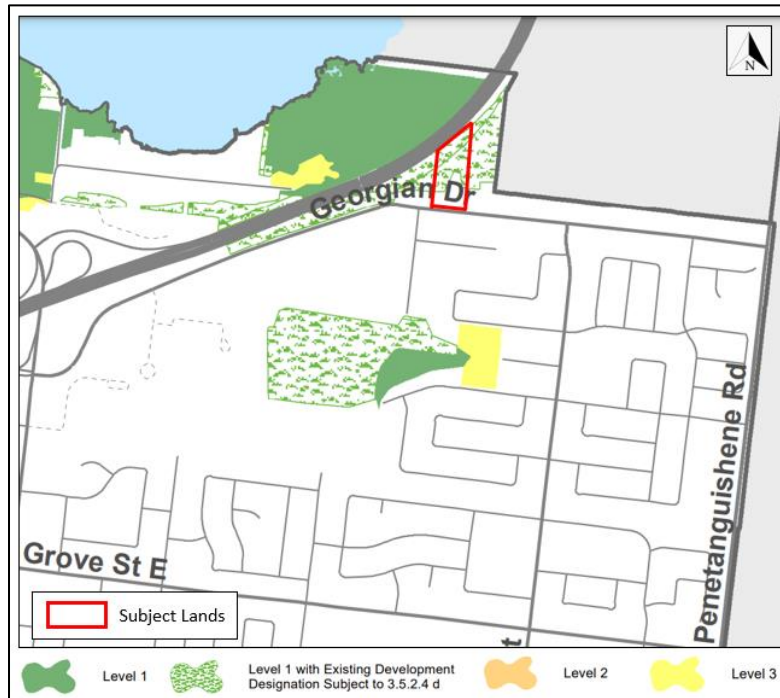 N
Georgian Dr
Penetanguishene Rd
Grove St E
t
Subject Lands
Level 1
Level 1 with Existing Development
Designation Subject to 3.5.2.4 d
Level 2
Level 3